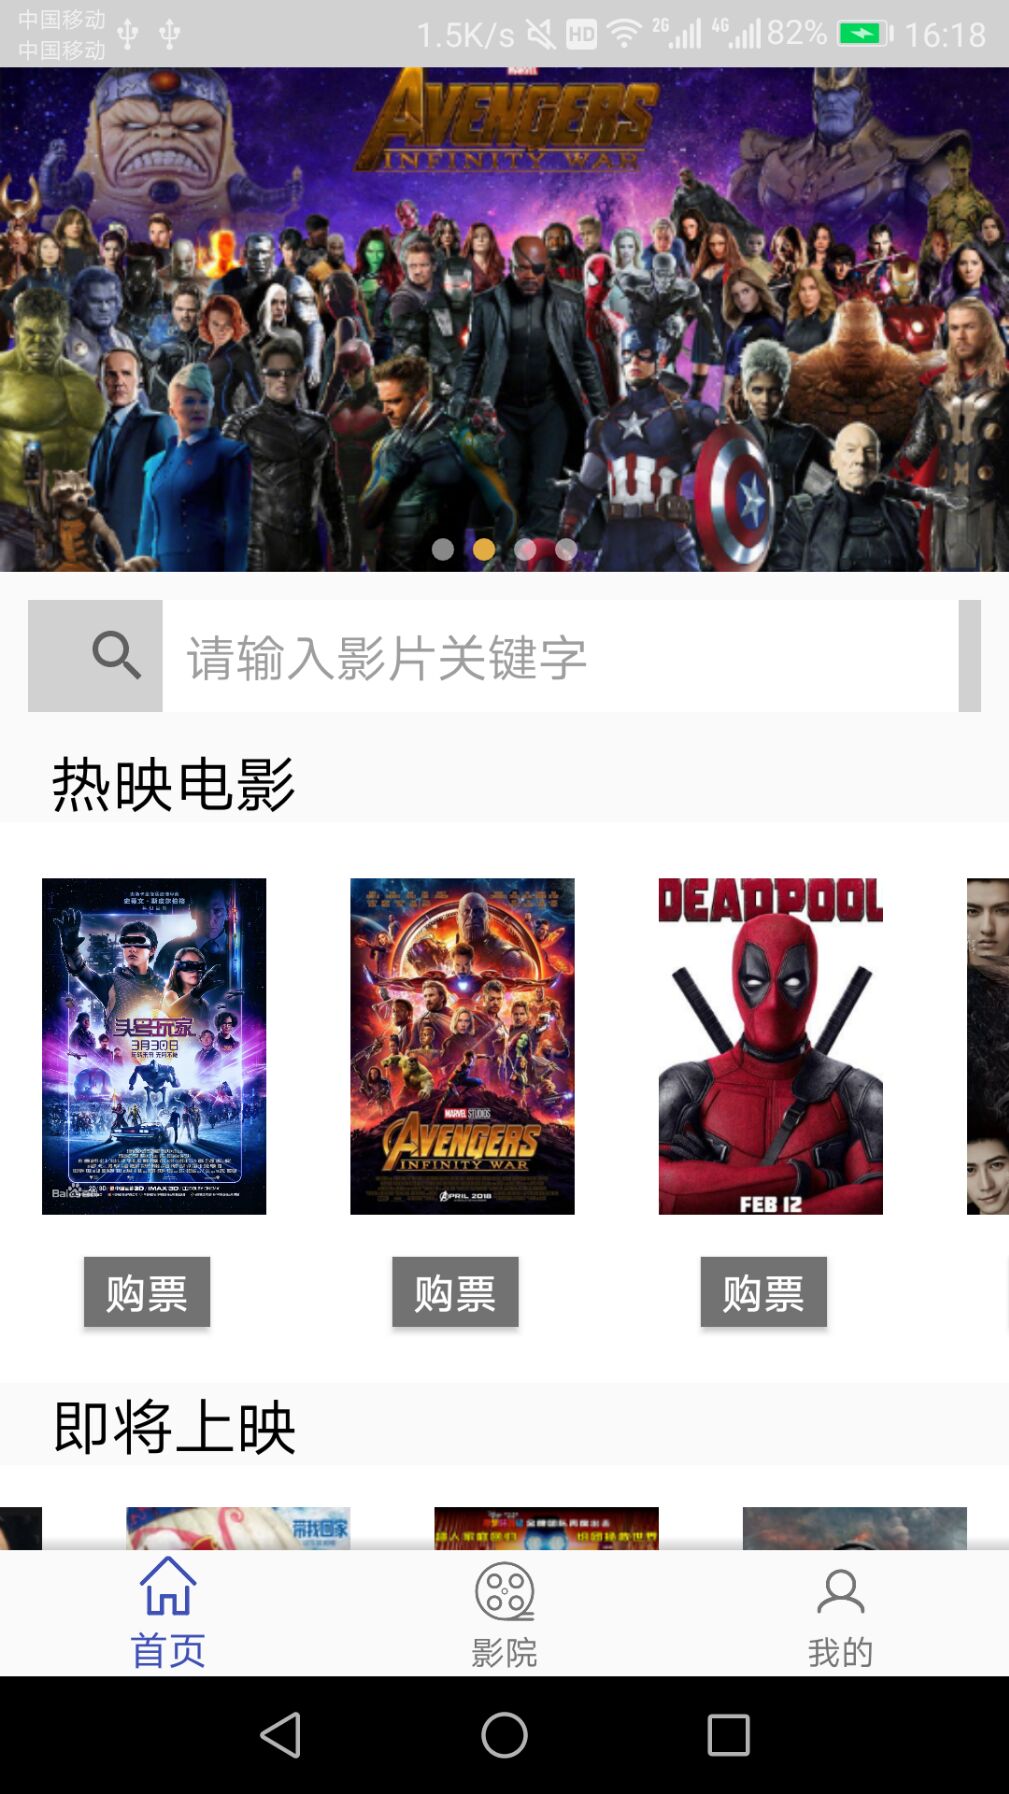 中国移动
中国移动
1.5K/s HD 2G 4G 82% 16:18
AVENGERS
INFINITY WAR
请输入影片关键字
热映电影
头号玩家
3月30日
MARVEL STUDIOS
AVENGERS
INFINITY WAR
APRIL 2018
DEADPOOL
FEB 12
购票 购票 购票
即将上映
带我回家
首页 影院 我的